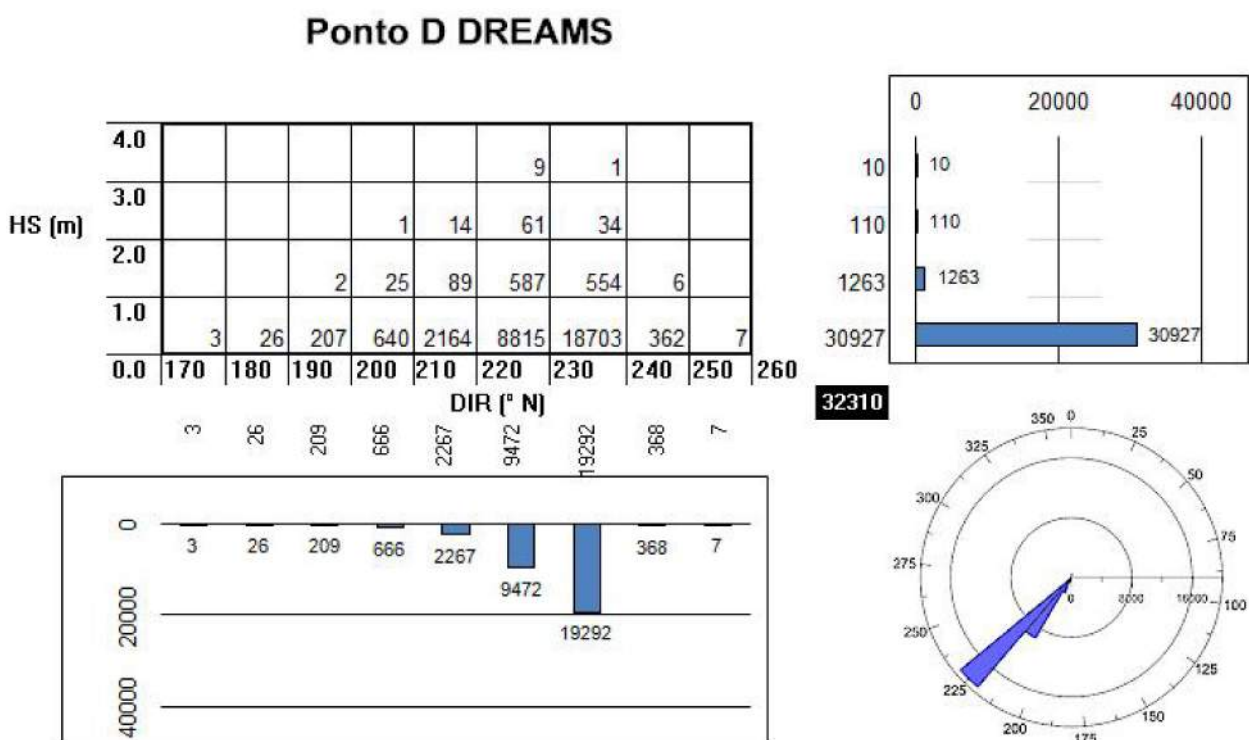 Ponto D DREAMS
0 20000 40000
4.0
9 1
10 10
3.0
HS (m) 1 14 61 34
110 110
2.0
2 25 89 587 554 6
1263 1263
1.0
3 26 207 640 2164 8815 18703 362 7
30927 30927
0.0 170 180 190 200 210 220 230 240 250 260
DIR (° N)
32310
3 26 209 666 2267 9472 19292 368 7
0
3 26 209 666 2267 9472 19292 368 7
20000
40000
0 25 50 75 100 125 150 175 200 225 250 275 300 325 350
0 8000 16000